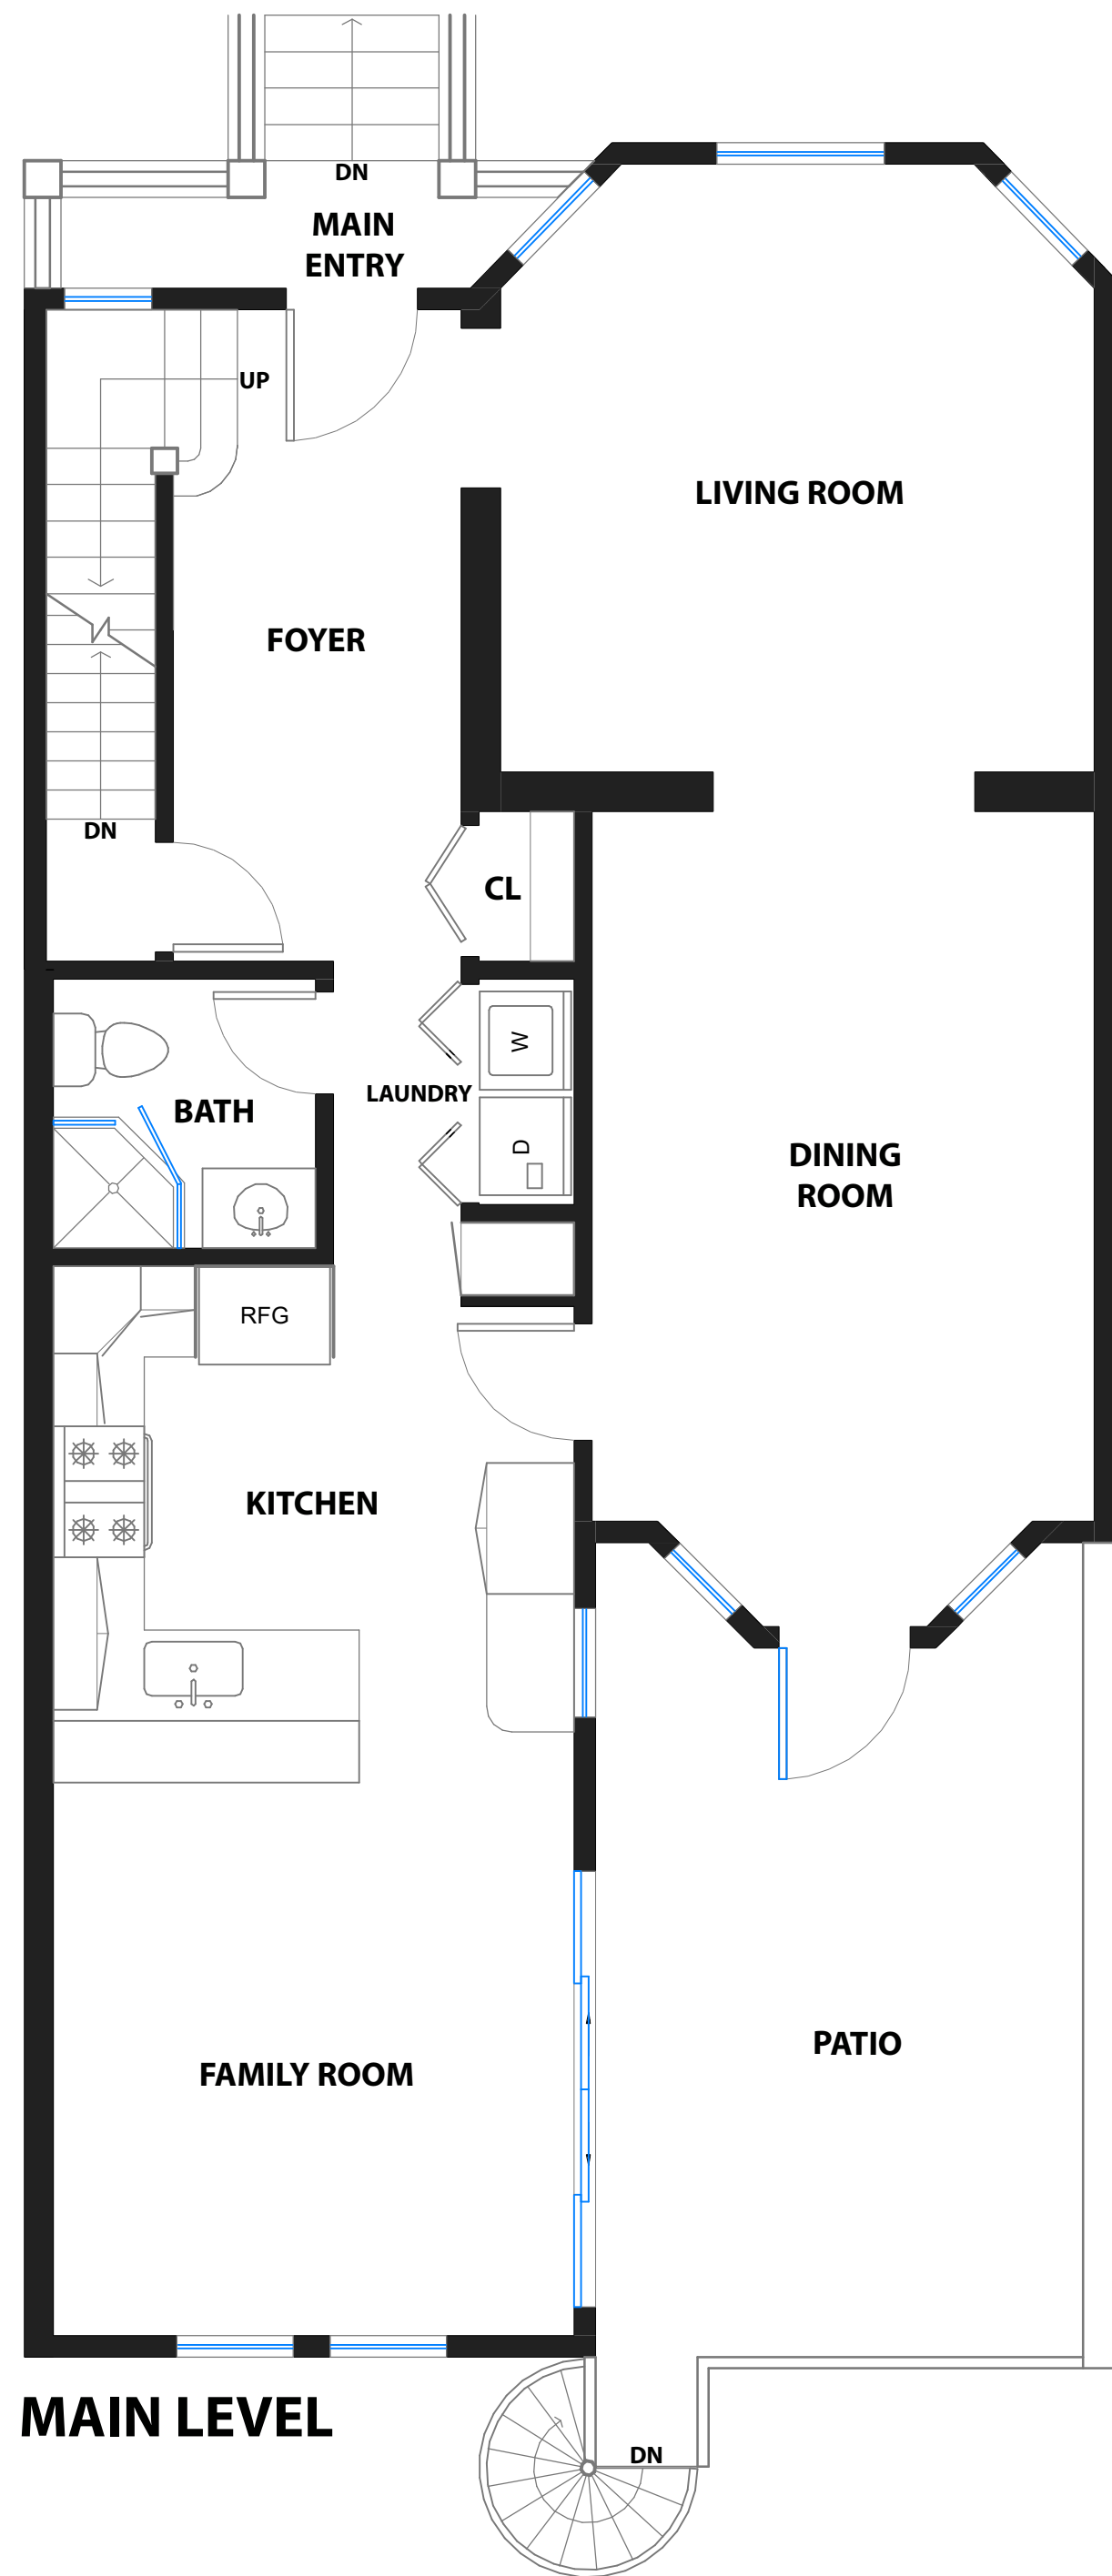 DN
MAIN
ENTRY
UP
LIVING ROOM
FOYER
DN
CL
W
LAUNDRY
BATH
D
DINING
ROOM
RFG
KITCHEN
PATIO
FAMILY ROOM
MAIN LEVEL
DN